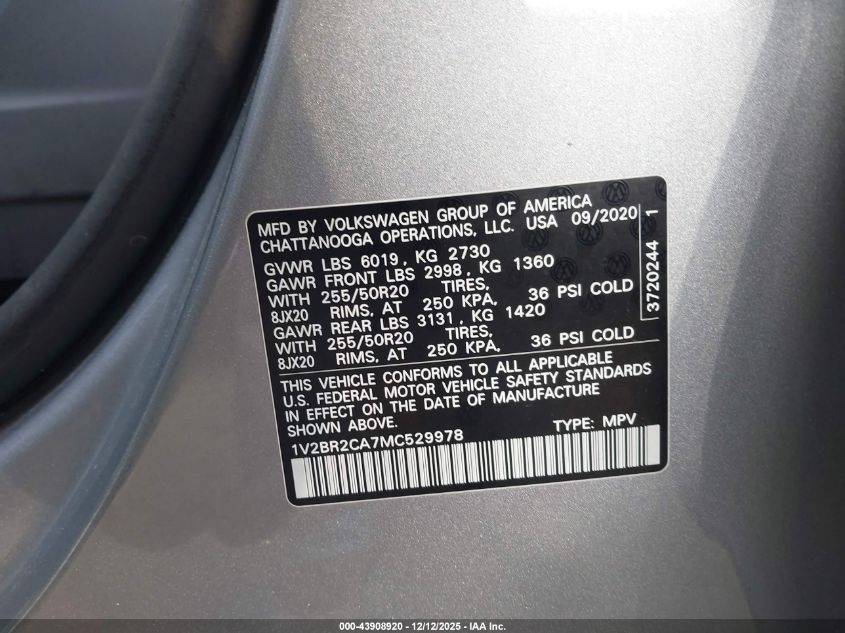 MFD BY VOLKSWAGEN GROUP OF AMERICA
CHATTANOOGA OPERATIONS, LLC. USA 09/2020
GVWR LBS 6019, KG 2730
GAWR FRONT LBS 2998, KG 1360
WITH 255/50R20 TIRES,
8JX20 RIMS, AT 250 KPA, 36 PSI COLD
GAWR REAR LBS 3131, KG 1420
WITH 255/50R20 TIRES,
8JX20 RIMS, AT 250 KPA, 36 PSI COLD
THIS VEHICLE CONFORMS TO ALL APPLICABLE
U.S. FEDERAL MOTOR VEHICLE SAFETY STANDARDS
IN EFFECT ON THE DATE OF MANUFACTURE
SHOWN ABOVE.
1V2BR2CA7MC529978 TYPE: MPV
3720244 1
000-43908920 - 12/12/2025 - IAA Inc.